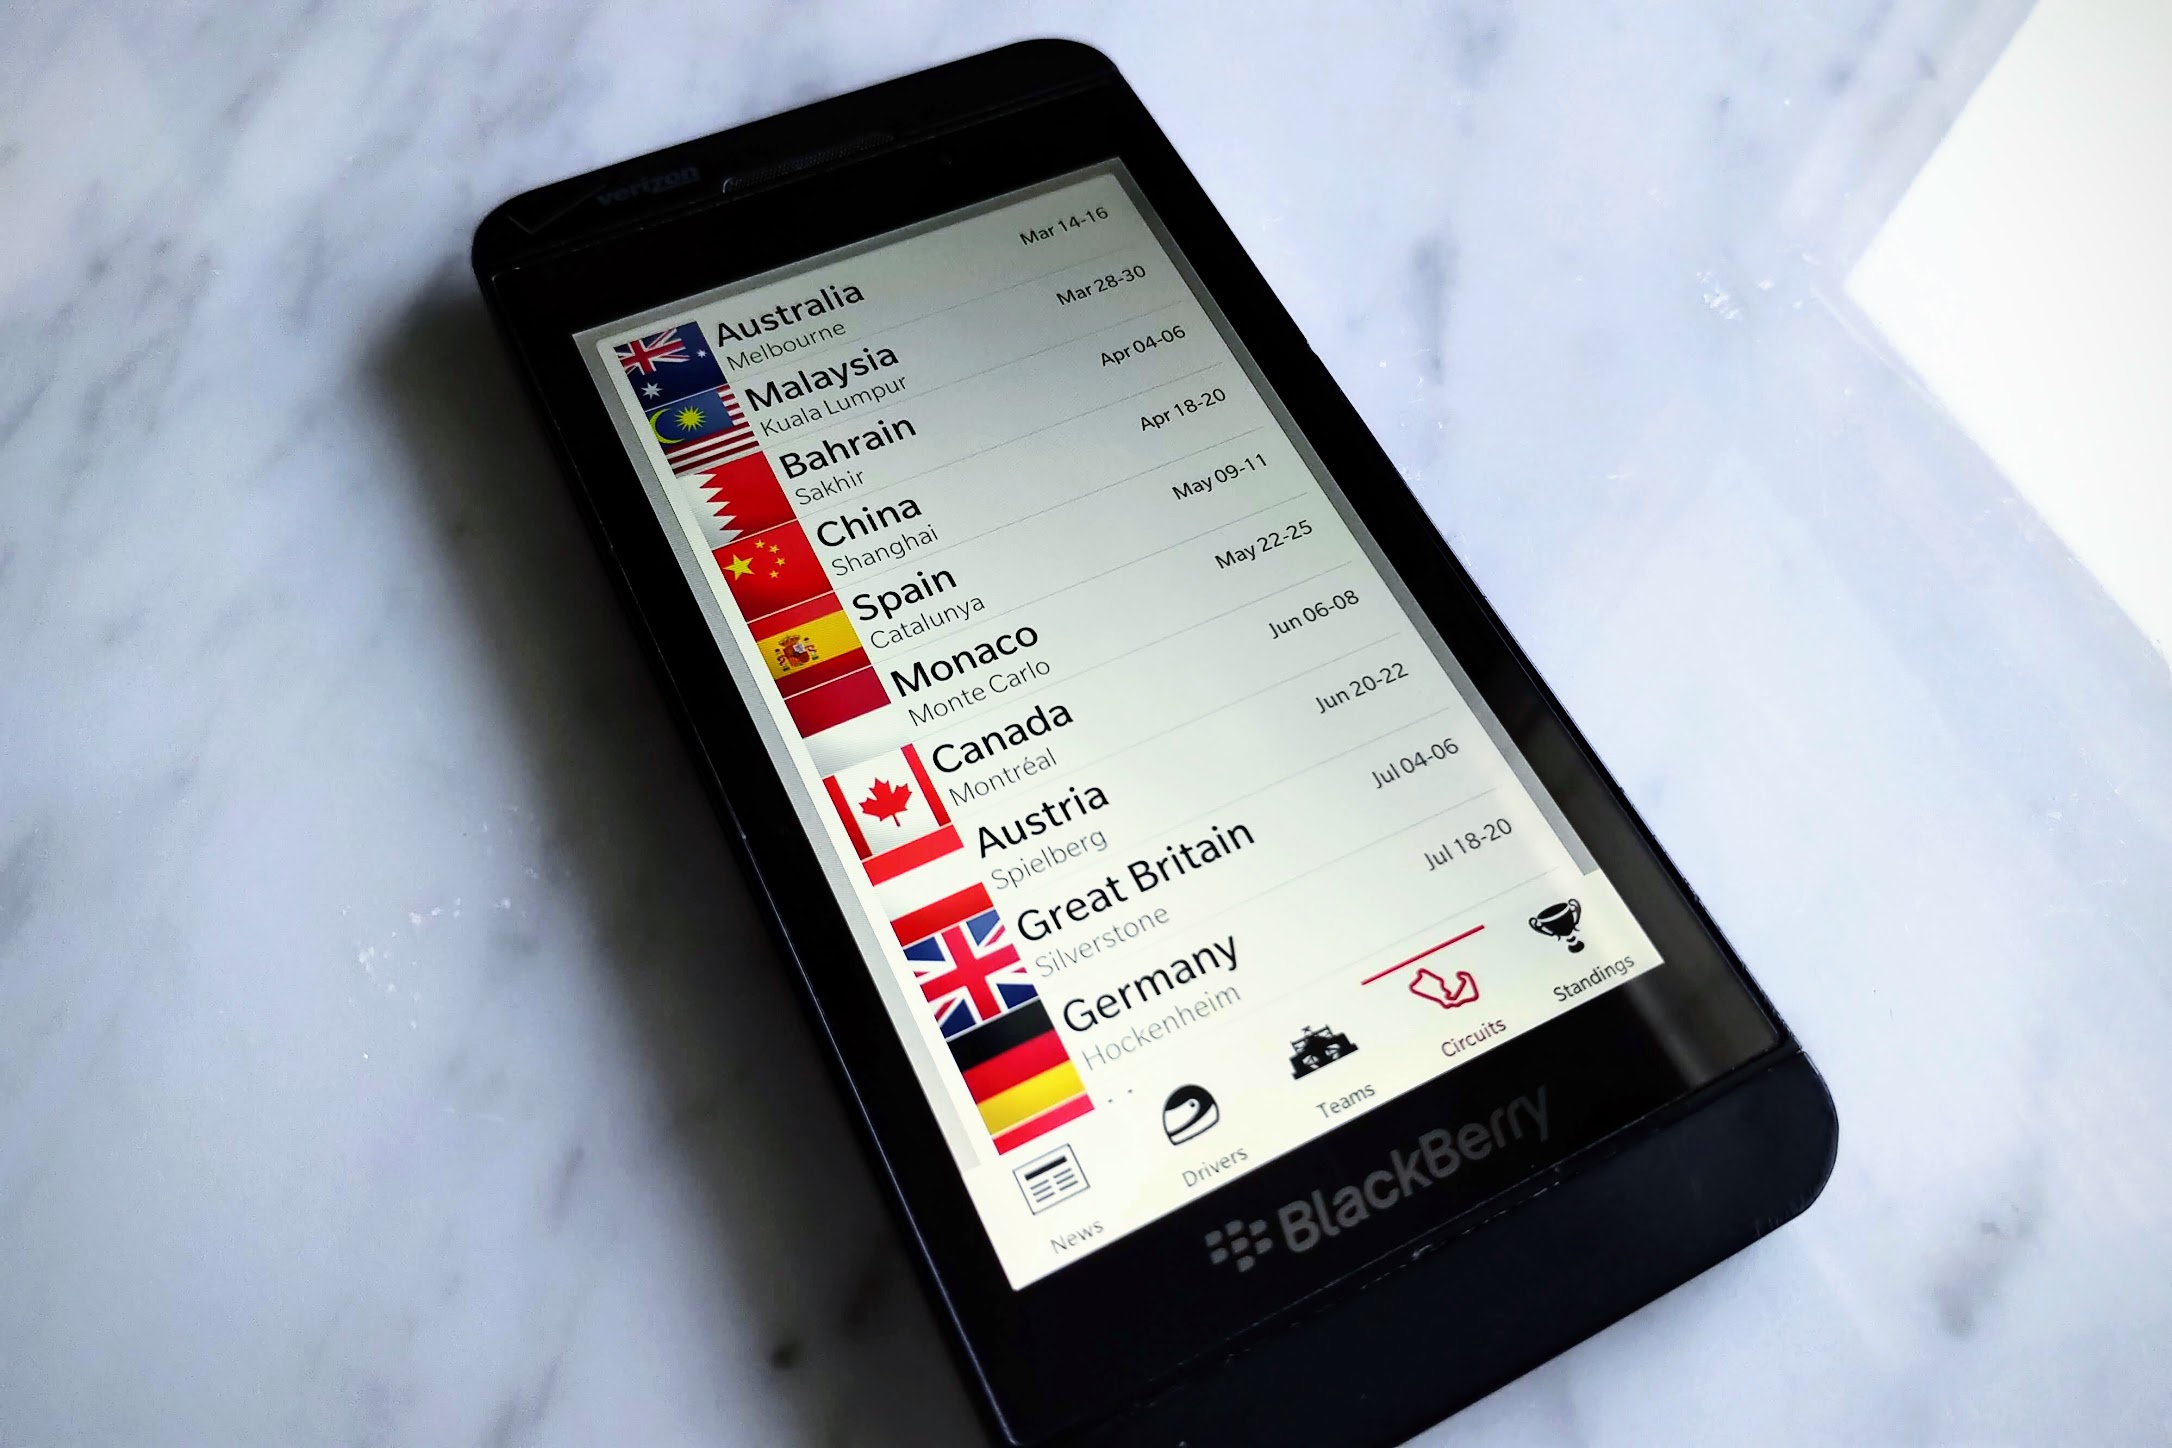 verizon
Australia
Melbourne
Mar 14-16
Malaysia
Kuala Lumpur
Mar 28-30
Bahrain
Sakhir
Apr 04-06
China
Shanghai
Apr 18-20
Spain
Catalunya
May 09-11
Monaco
Monte Carlo
May 22-25
Canada
Montréal
Jun 06-08
Austria
Spielberg
Jun 20-22
Great Britain
Silverstone
Jul 04-06
Germany
Hockenheim
Jul 18-20
News
Drivers
Teams
Circuits
Standings
BlackBerry